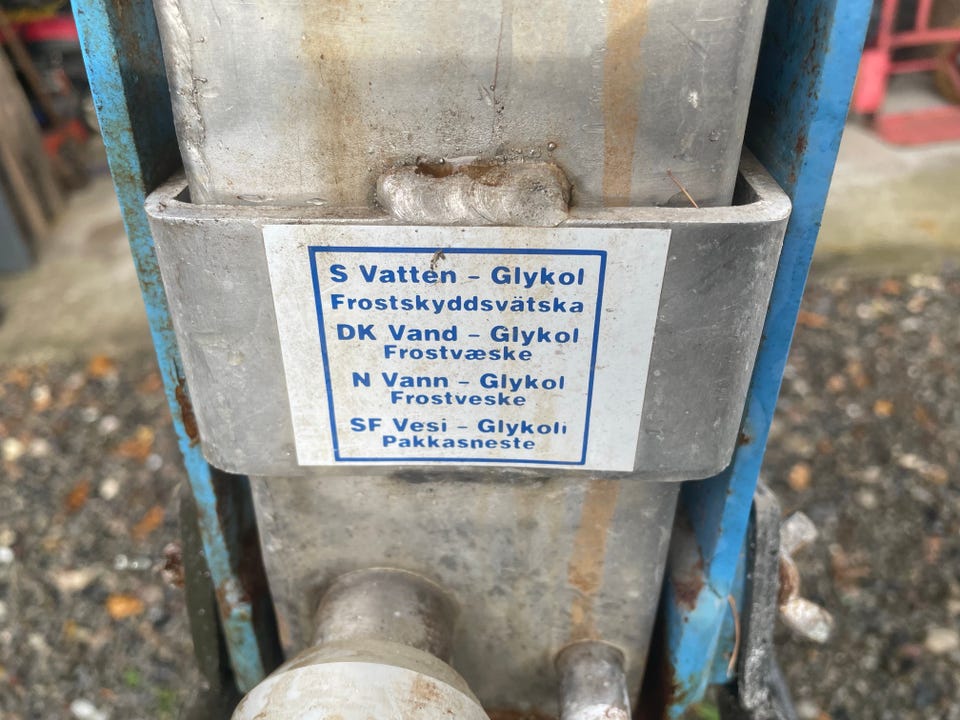 S Vatten - Glykol
Frostskyddsvätska
DK Vand - Glykol
Frostvæske
N Vann - Glykol
Frostveske
SF Vesi - Glykoli
Pakkasneste